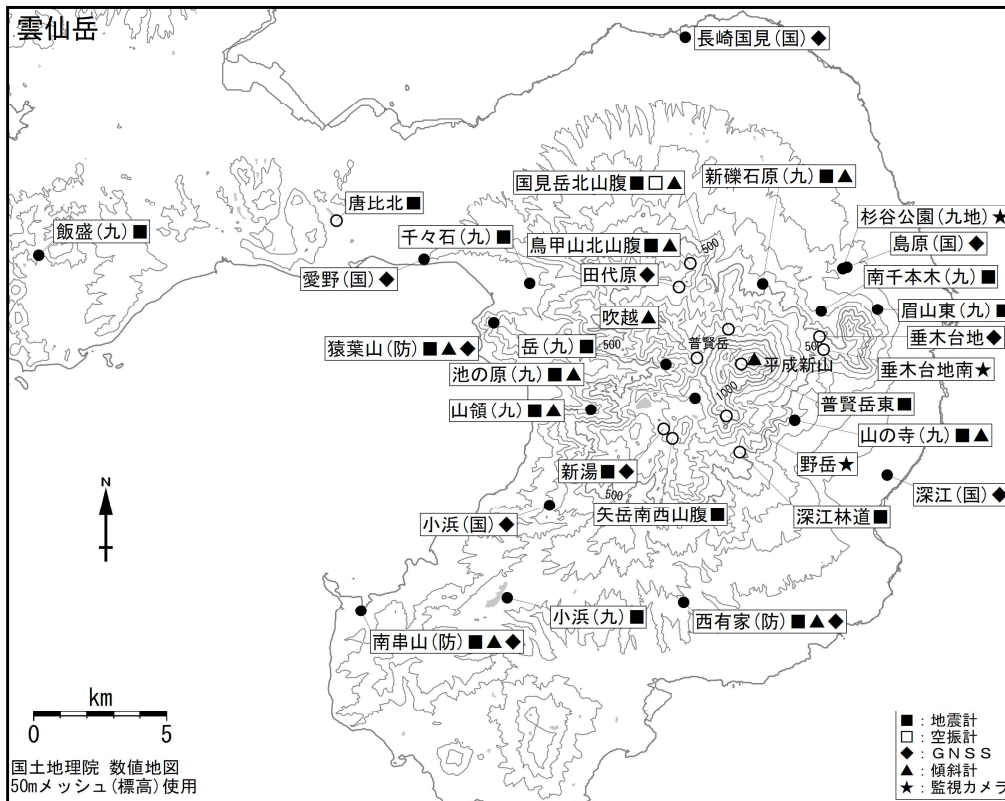 雲仙岳
長崎国見(国)◆
国見岳北山腹■□▲
新礫石原(九)■▲
唐比北■
杉谷公園(九地)★
飯盛(九)■
千々石(九)■
鳥甲山北山腹■▲
500
島原(国)◆
愛野(国)◆
田代原◆
南千本木(九)■
吹越▲
眉山東(九)■
猿葉山(防)■▲◆
岳(九)■
500
普賢岳
500
垂木台地◆
池の原(九)■▲
平成新山
垂木台地南★
1000
山領(九)■▲
普賢岳東■
山の寺(九)■▲
新湯■◆
野岳★
500
深江(国)◆
小浜(国)◆
矢岳南西山腹■
深江林道■
N
小浜(九)■
西有家(防)■▲◆
南串山(防)■▲◆
km
0 5
国土地理院 数値地図
50mメッシュ(標高)使用
■:地震計
□:空振計
◆:GNSS
▲:傾斜計
★:監視カメラ